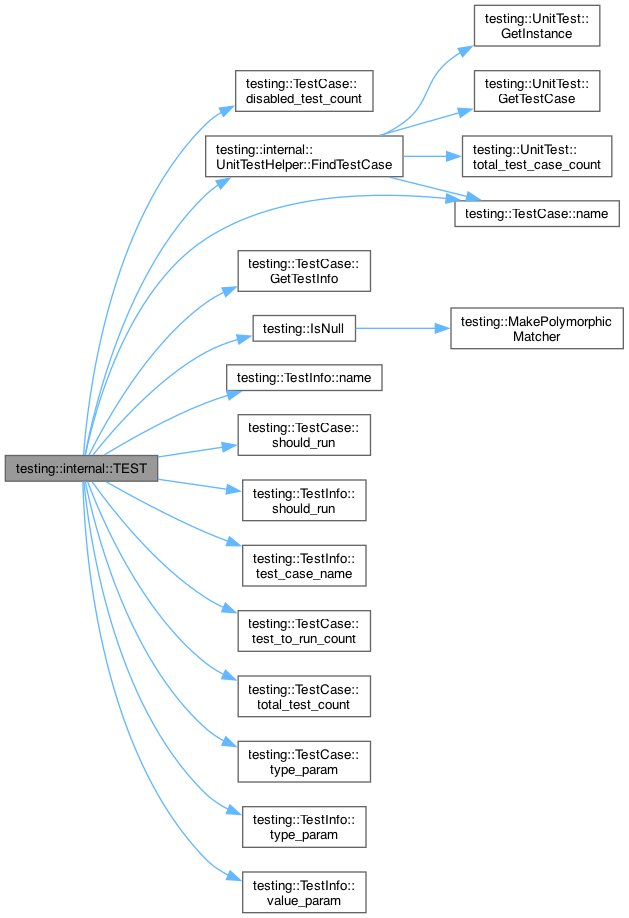 testing::UnitTest::
GetInstance
testing::TestCase::
disabled_test_count
testing::UnitTest::
GetTestCase
testing::internal::
UnitTestHelper::FindTestCase
testing::UnitTest::
total_test_case_count
testing::TestCase::name
testing::TestCase::
GetTestInfo
testing::IsNull
testing::MakePolymorphic
Matcher
testing::TestInfo::name
testing::TestCase::
should_run
testing::internal::TEST
testing::TestInfo::
should_run
testing::TestInfo::
test_case_name
testing::TestCase::
test_to_run_count
testing::TestCase::
total_test_count
testing::TestCase::
type_param
testing::TestInfo::
type_param
testing::TestInfo::
value_param